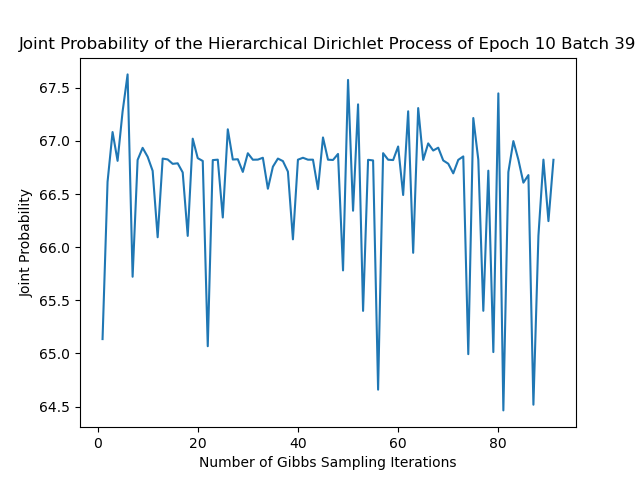 Joint Probability of the Hierarchical Dirichlet Process of Epoch 10 Batch 39
67.5
67.0
66.5
66.0
65.5
65.0
64.5
Joint Probability
0 20 40 60 80
Number of Gibbs Sampling Iterations